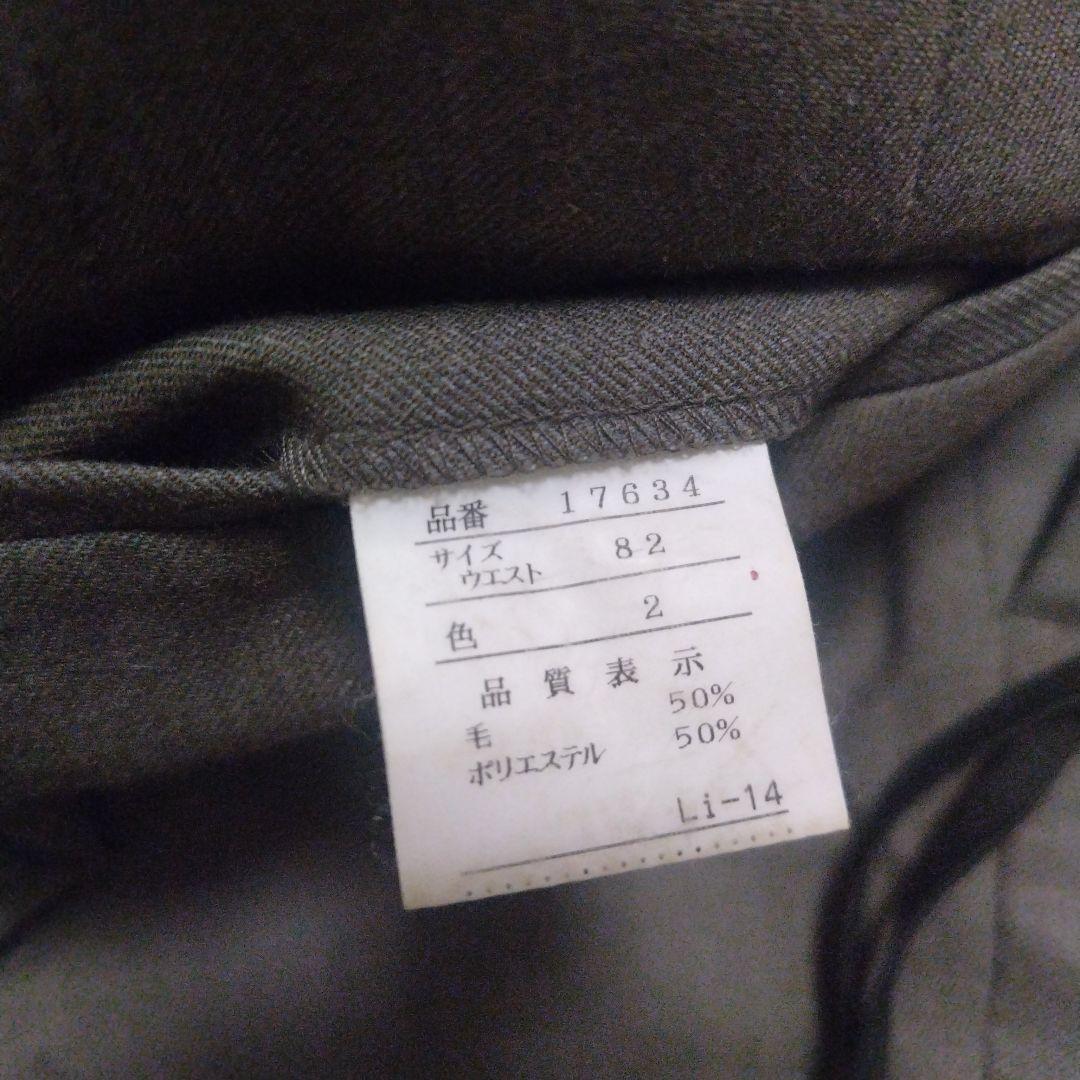 品番 17634
サイズ
ウエスト 82
色 2
品質表示
毛 50%
ポリエステル 50%
Li-14